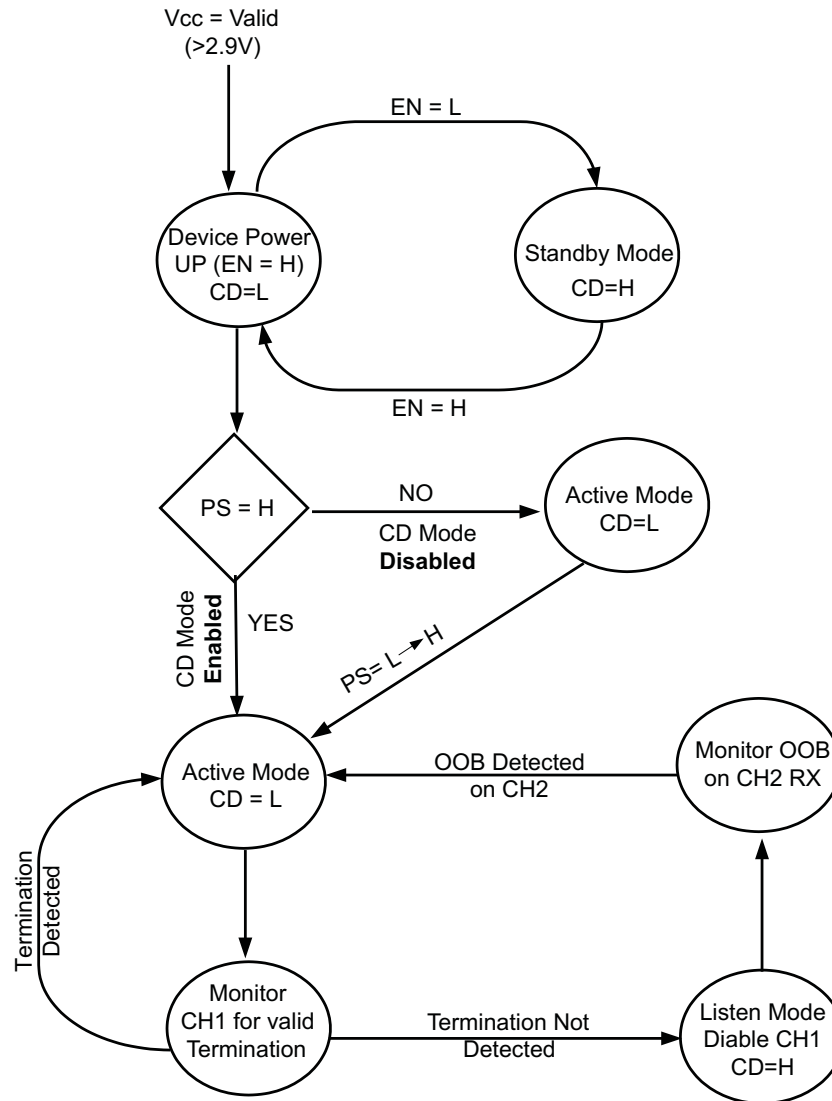 Vcc = Valid
(>2.9V)
EN = L
Device Power
UP (EN = H)
CD=L
Standby Mode
CD=H
EN = H
PS = H
NO
CD Mode
Disabled
Active Mode
CD=L
CD Mode
Enabled
YES
PS= L→H
Active Mode
CD = L
OOB Detected
on CH2
Monitor OOB
on CH2 RX
Termination
Detected
Monitor
CH1 for valid
Termination
Termination Not
Detected
Listen Mode
Diable CH1
CD=H